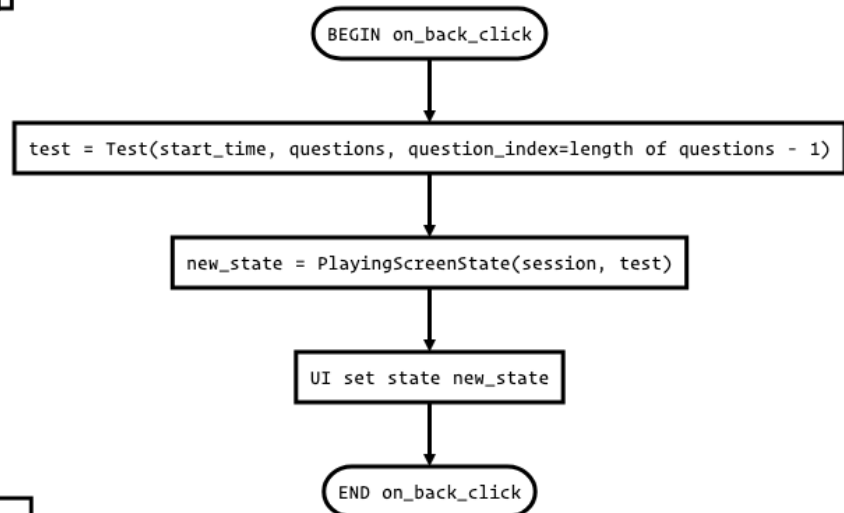 BEGIN on_back_click
test = Test(start_time, questions, question_index=length of questions - 1)
new_state = PlayingScreenState(session, test)
UI set state new_state
END on_back_click